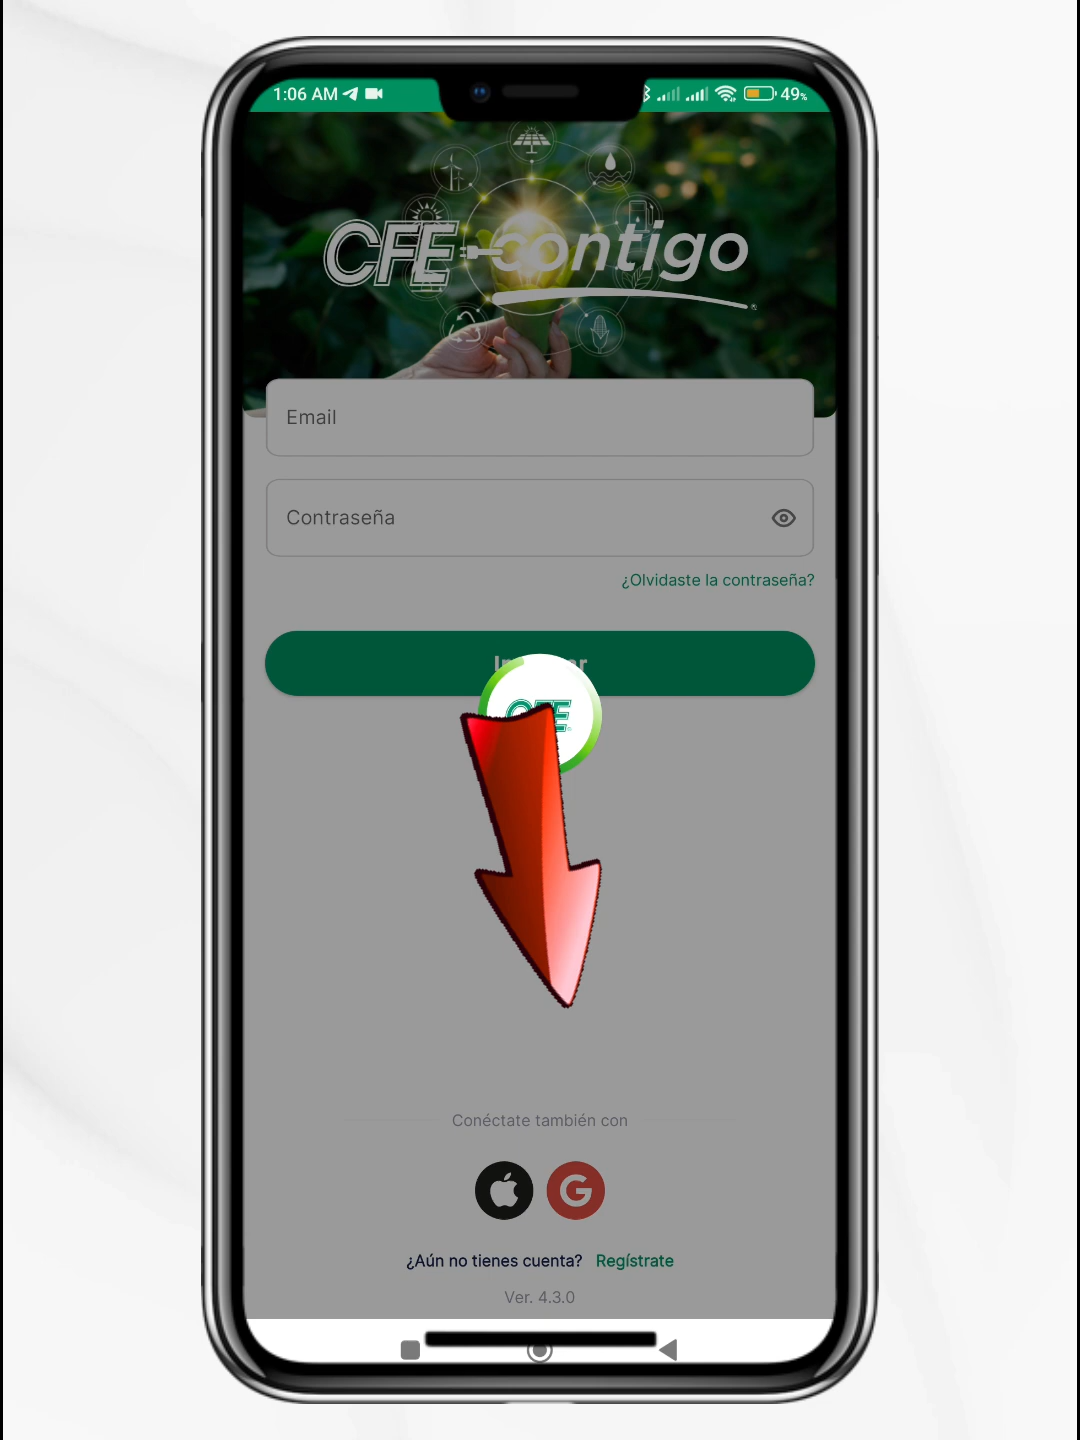 1:06 AM
49%
CFE contigo
Email
Contraseña
¿Olvidaste la contraseña?
CFE
Conéctate también con
G
¿Aún no tienes cuenta? Regístrate
Ver. 4.3.0